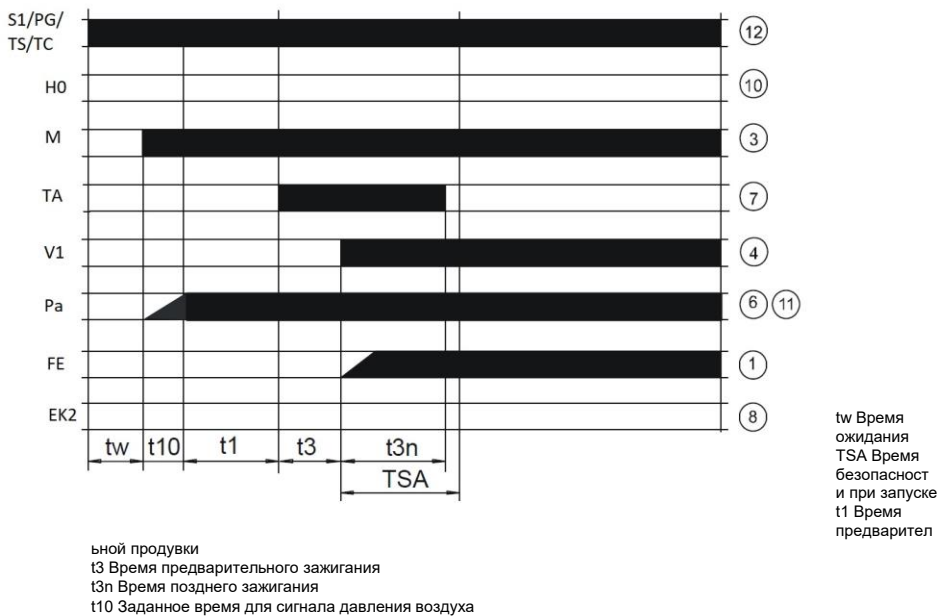 S1/PG/
TS/TC
12
H0
10
M
3
TA
7
V1
4
Pa
6 11
FE
1
EK2
8
tw t10 t1 t3 t3n
TSA
tw Время
ожидания
TSA Время
безопасност
и при запуске
t1 Время
предварител
ьной продувки
t3 Время предварительного зажигания
t3n Время позднего зажигания
t10 Заданное время для сигнала давления воздуха